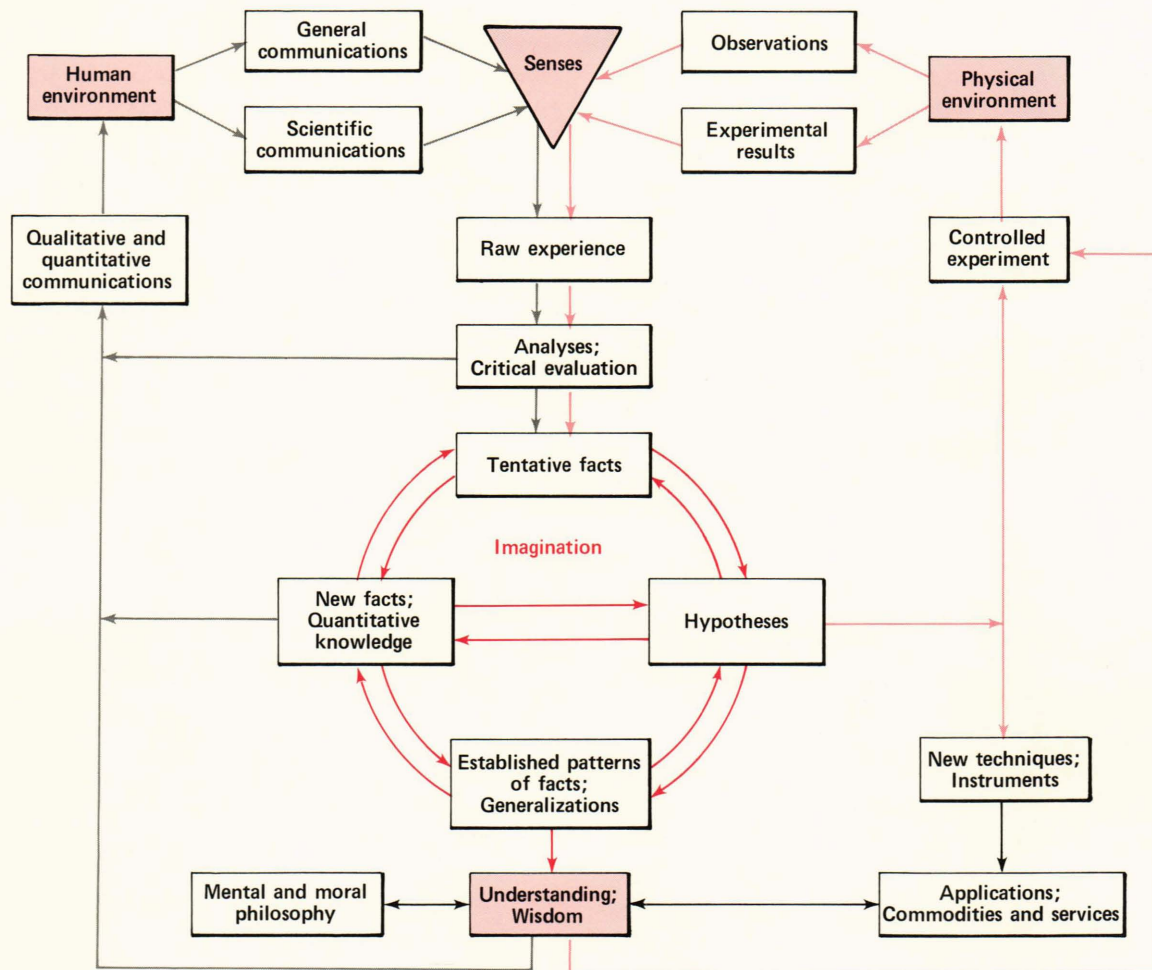 General
communications
Senses
Observations
Human
environment
Physical
environment
Scientific
communications
Experimental
results
Qualitative and
quantitative
communications
Raw experience
Controlled
experiment
Analyses;
Critical evaluation
Tentative facts
Imagination
New facts;
Quantitative
knowledge
Hypotheses
Established patterns
of facts;
Generalizations
New techniques;
Instruments
Mental and moral
philosophy
Understanding;
Wisdom
Applications;
Commodities and services